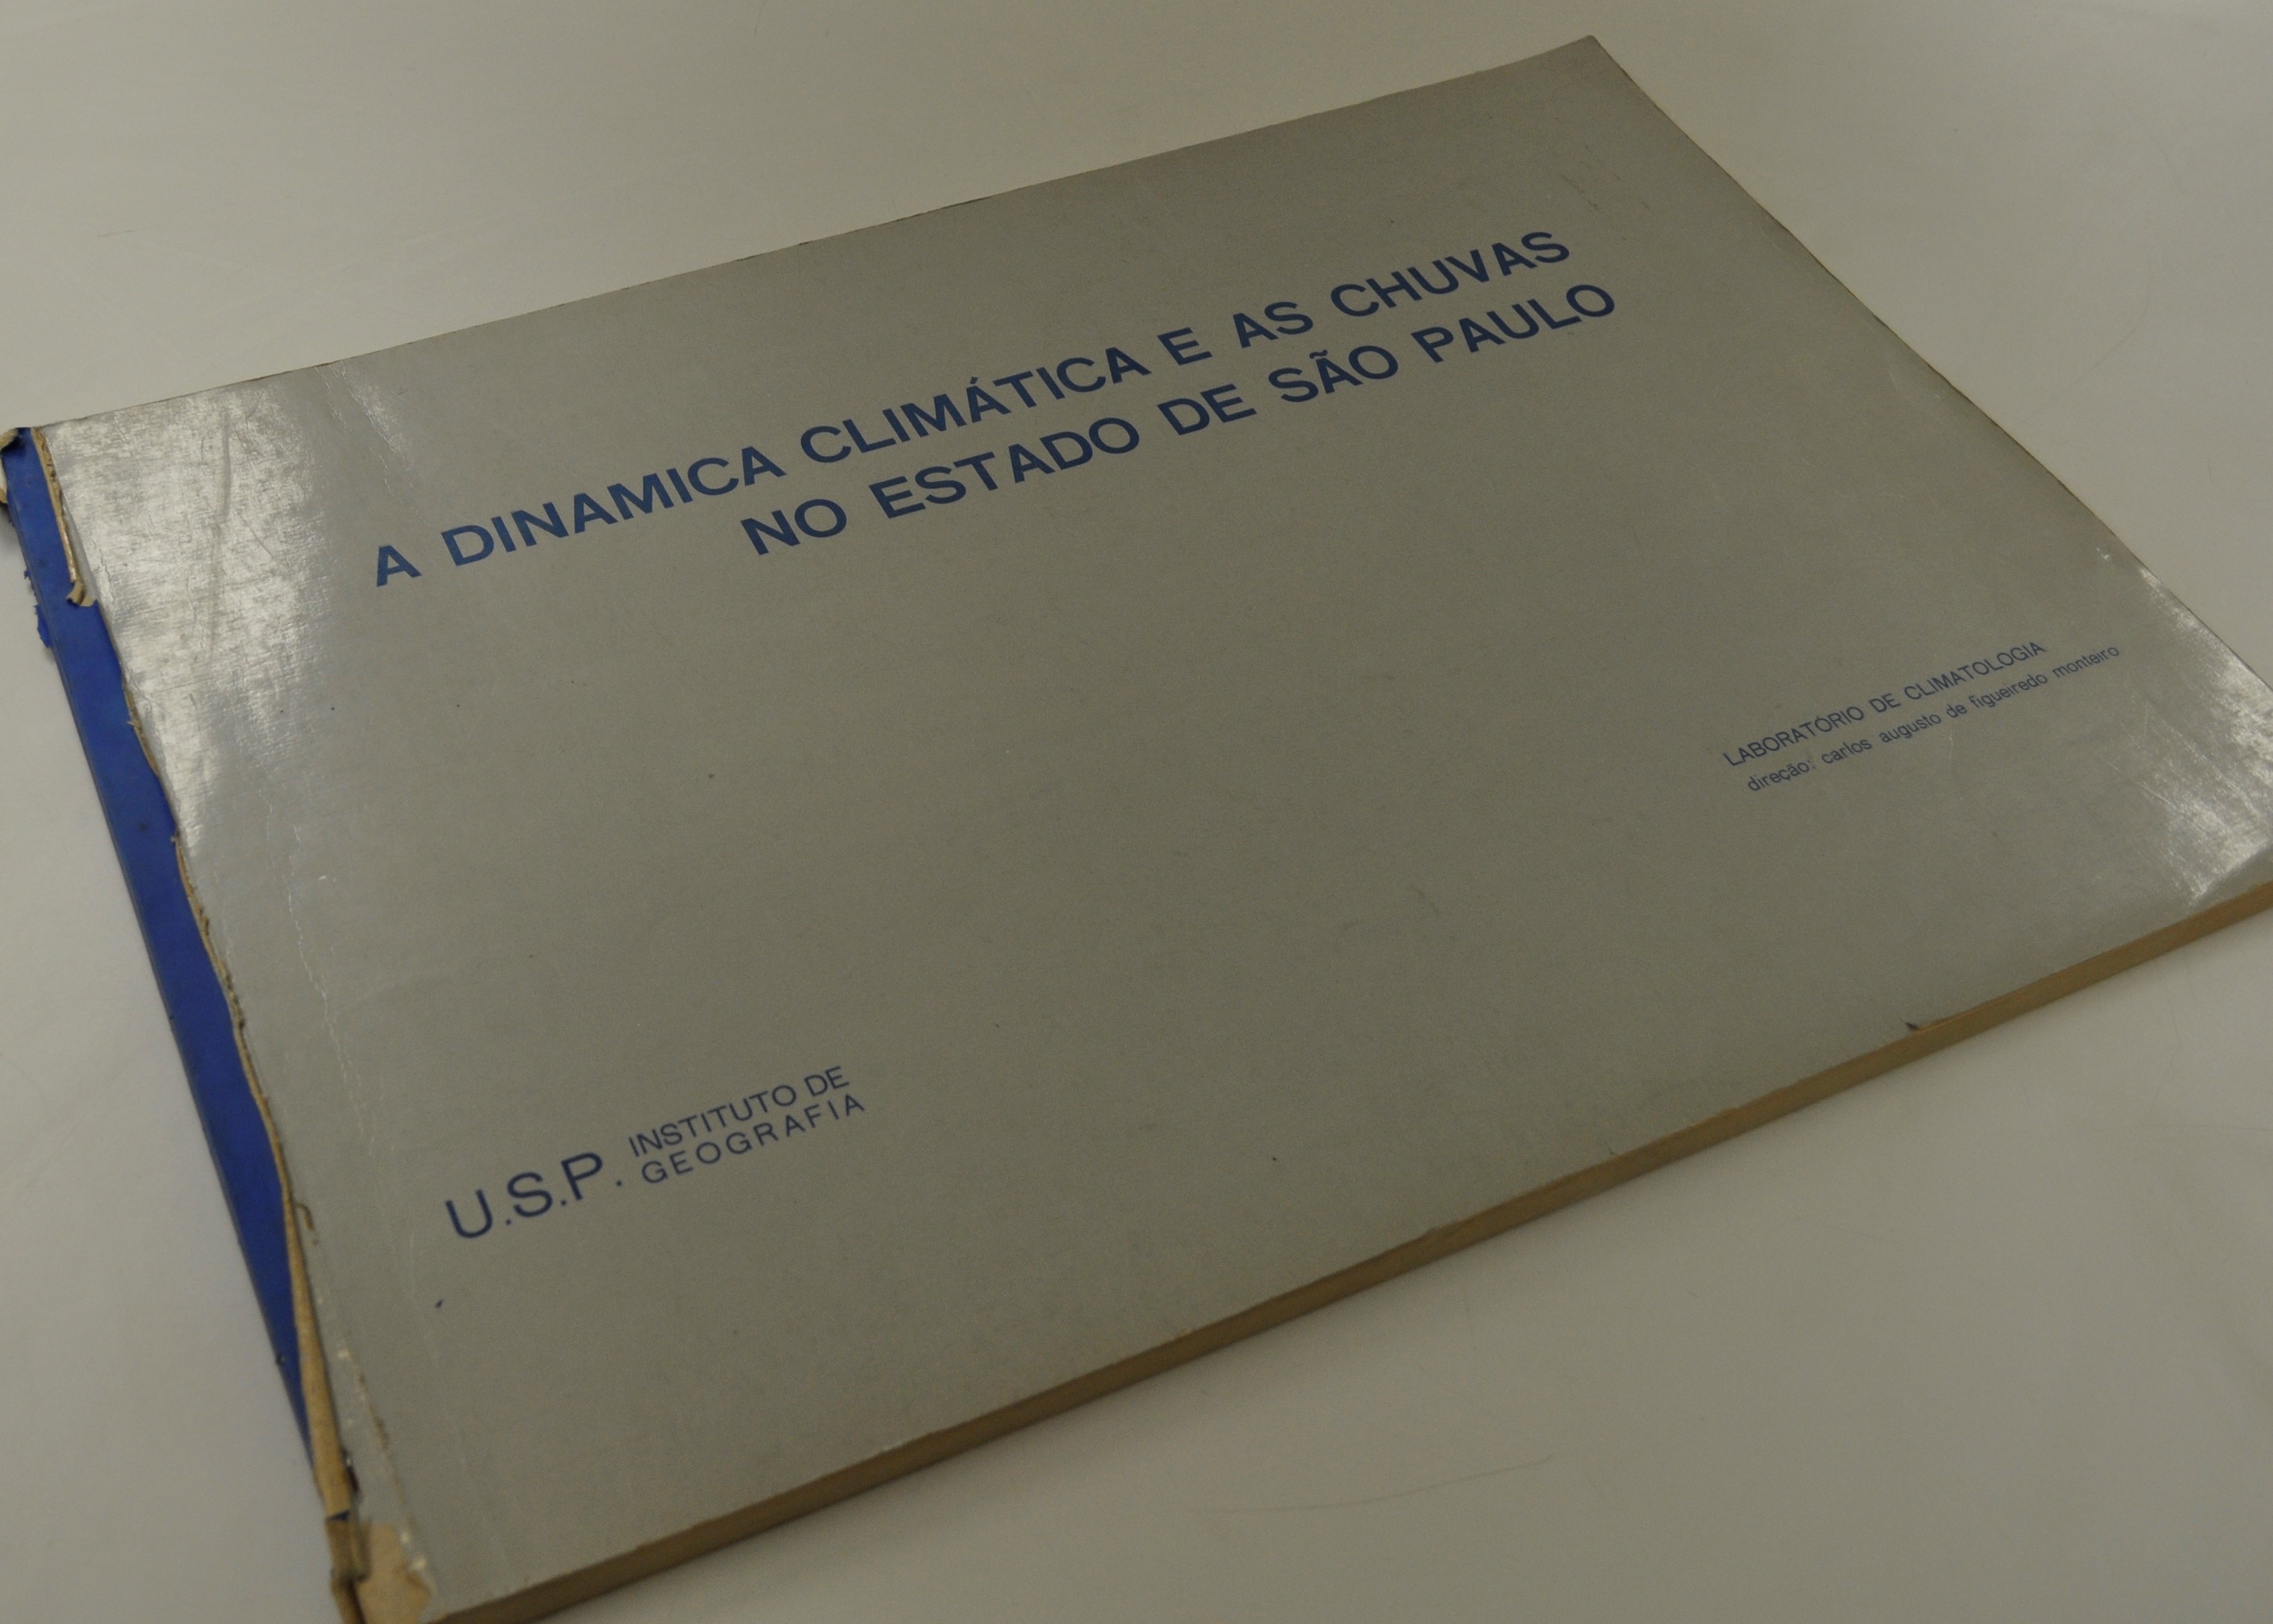 A DINAMICA CLIMÁTICA E AS CHUVAS
NO ESTADO DE SÃO PAULO
LABORATÓRIO DE CLIMATOLOGIA
direção: carlos augusto de figueiredo monteiro
U.S.P. INSTITUTO DE
GEOGRAFIA